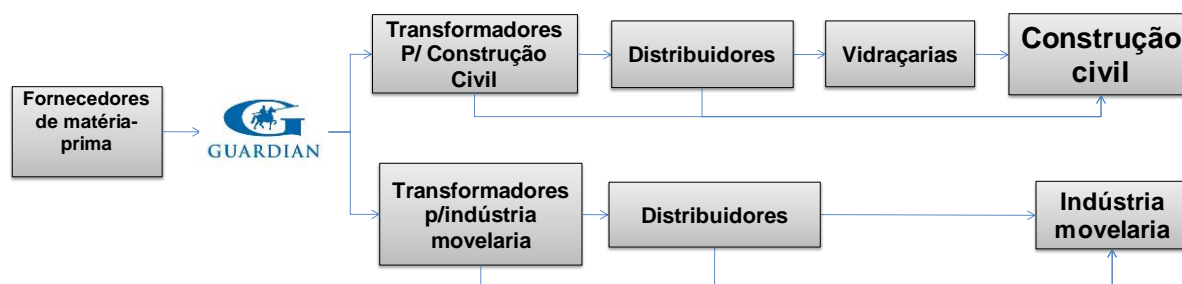 Fornecedores
de matéria-
prima
GUARDIAN
Transformadores
P/ Construção
Civil
Distribuidores
Vidraçarias
Construção
civil
Transformadores
p/indústria
movelaria
Distribuidores
Indústria
movelaria